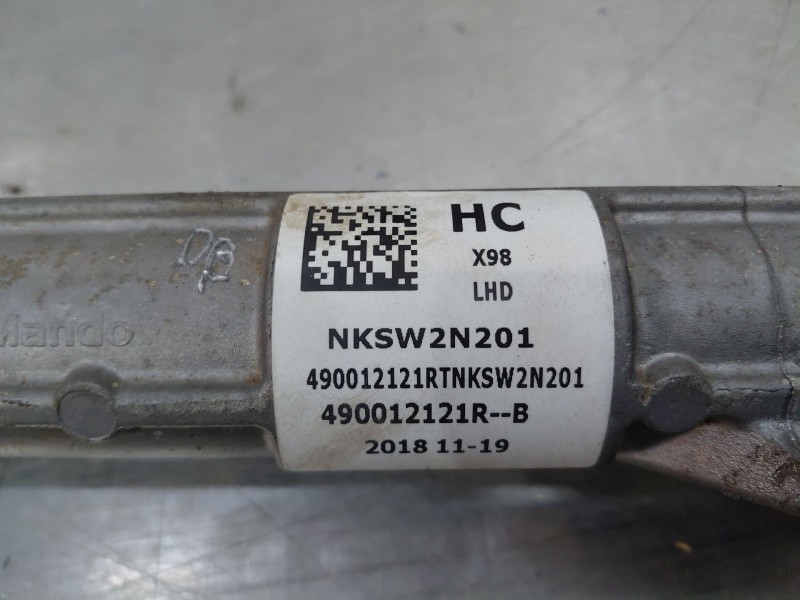 HC
X98
LHD
NKSW2N201
490012121RTNKSW2N201
490012121R--B
2018 11-19
Mando